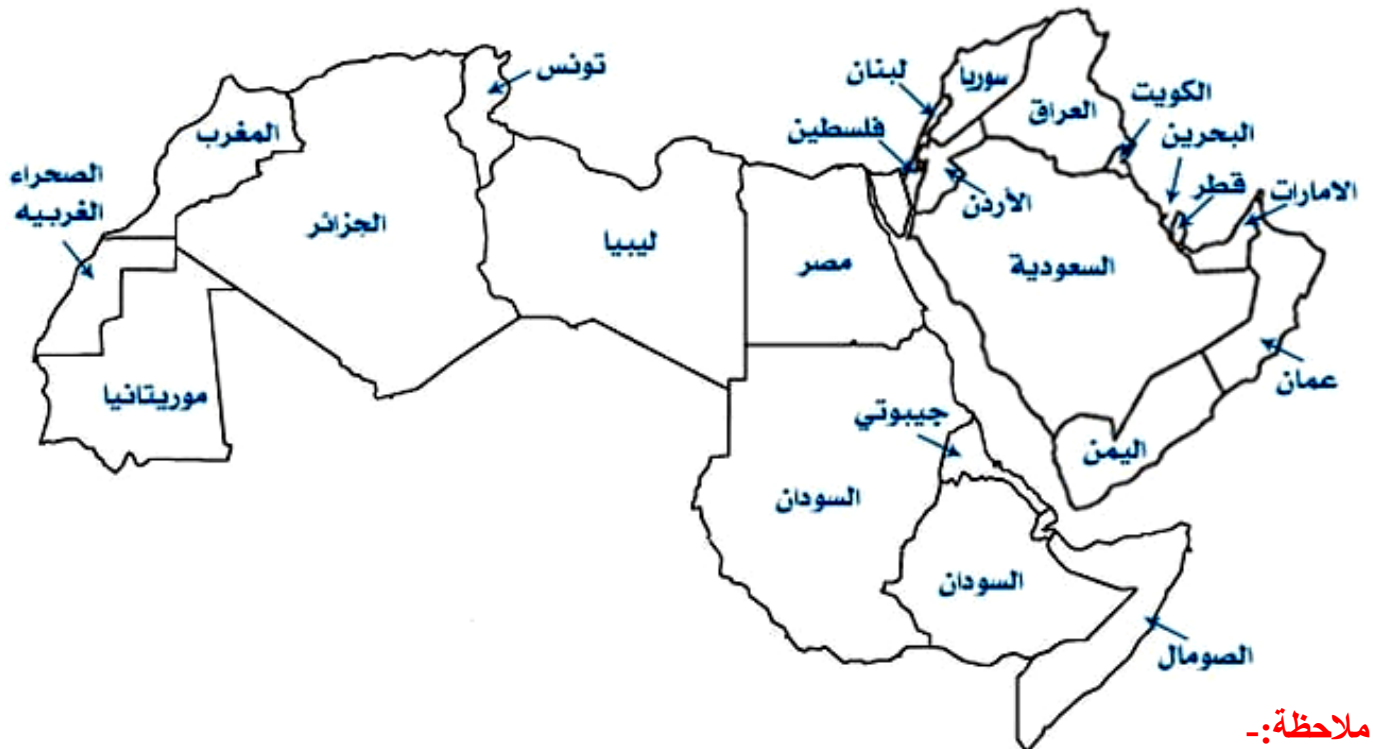 تونس
المغرب
الصحراء
الغربيه
الجزائر
ليبيا
مصر
موريتانيا
السودان
جيبوتي
السودان
الصومال
لبنان
فلسطين
سوريا
العراق
الكويت
البحرين
قطر
الامارات
الأردن
السعودية
عمان
اليمن
ملاحظة:-